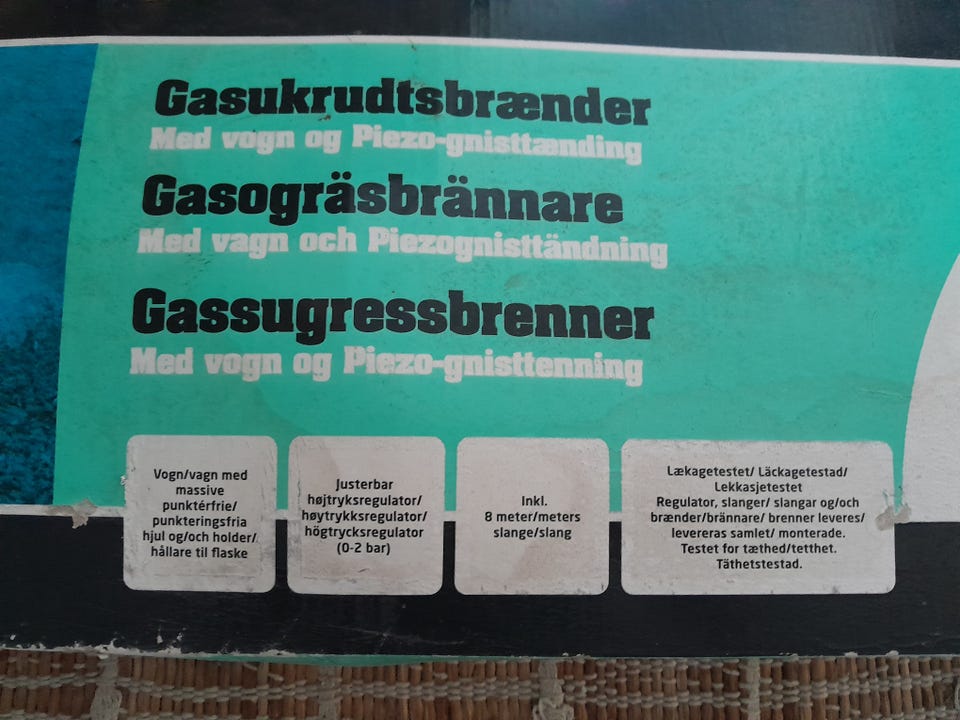 Gasukrudtsbrænder
Med vogn og Piezo-gnisttænding
Gasogräsbrännare
Med vagn och Piezognisttändning
Gassugressbrenner
Med vogn og Piezo-gnisttenning
Vogn/vagn med
massive
punktérfrie/
punkteringsfria
hjul og/och holder/
hållare til flaske
Justerbar
højtryksregulator/
høytrykksregulator/
högtrycksregulator
(0-2 bar)
Inkl.
8 meter/meters
slange/slang
Lækagetestet/ Läckagetestad/
Lekkasjetestet
Regulator, slanger/ slangar og/och
brænder/brännare/ brenner leveres/
levereras samlet/ monterade.
Testet for tæthed/tetthet.
Täthetstestad.